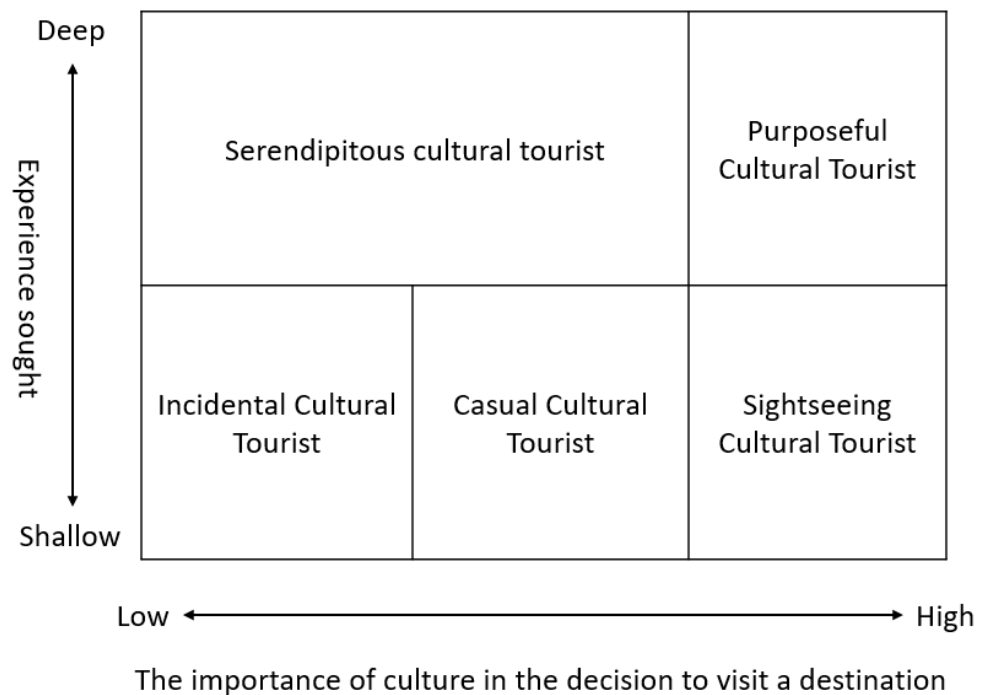 Deep
Serendipitous cultural tourist
Purposeful
Cultural Tourist
Experience sought
Incidental Cultural
Tourist
Casual Cultural
Tourist
Sightseeing
Cultural Tourist
Shallow
Low
High
The importance of culture in the decision to visit a destination